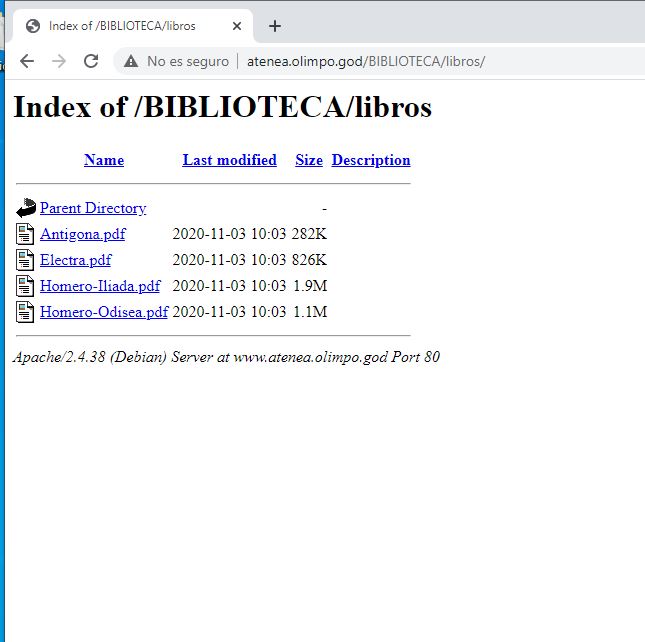 Index of /BIBLIOTECA/libros
No es seguro | atenea.olimpo.god/BIBLIOTECA/libros/
Index of /BIBLIOTECA/libros
Name Last modified Size Description
Parent Directory -
Antigona.pdf 2020-11-03 10:03 282K
Electra.pdf 2020-11-03 10:03 826K
Homero-Iliada.pdf 2020-11-03 10:03 1.9M
Homero-Odisea.pdf 2020-11-03 10:03 1.1M
Apache/2.4.38 (Debian) Server at www.atenea.olimpo.god Port 80